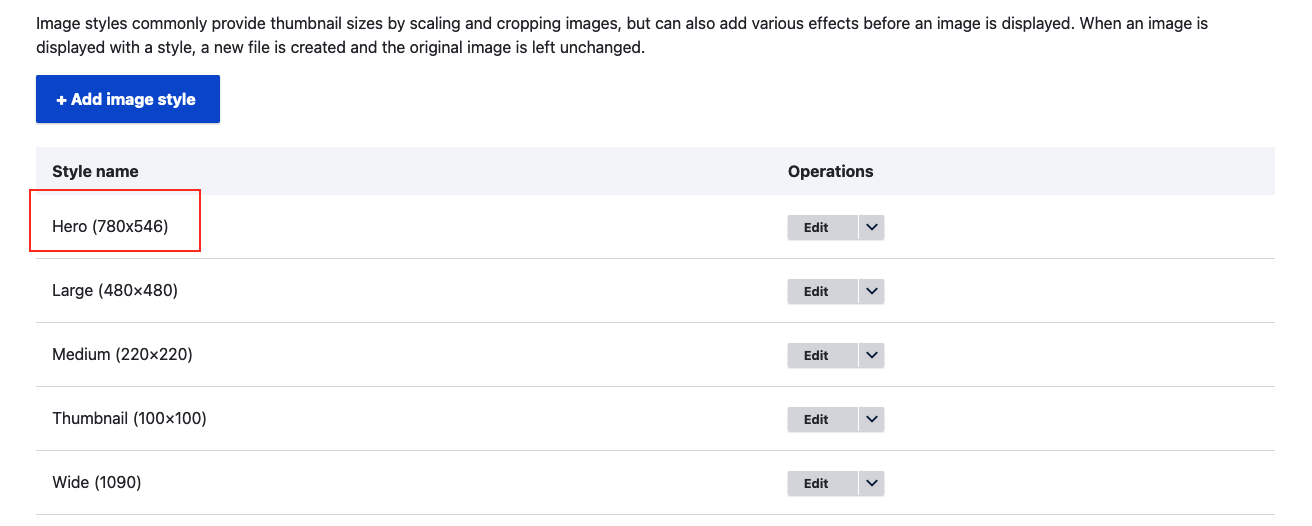 Image styles commonly provide thumbnail sizes by scaling and cropping images, but can also add various effects before an image is displayed. When an image is
displayed with a style, a new file is created and the original image is left unchanged.
+ Add image style
Style name Operations
Hero (780x546) Edit
Large (480×480) Edit
Medium (220×220) Edit
Thumbnail (100×100) Edit
Wide (1090) Edit